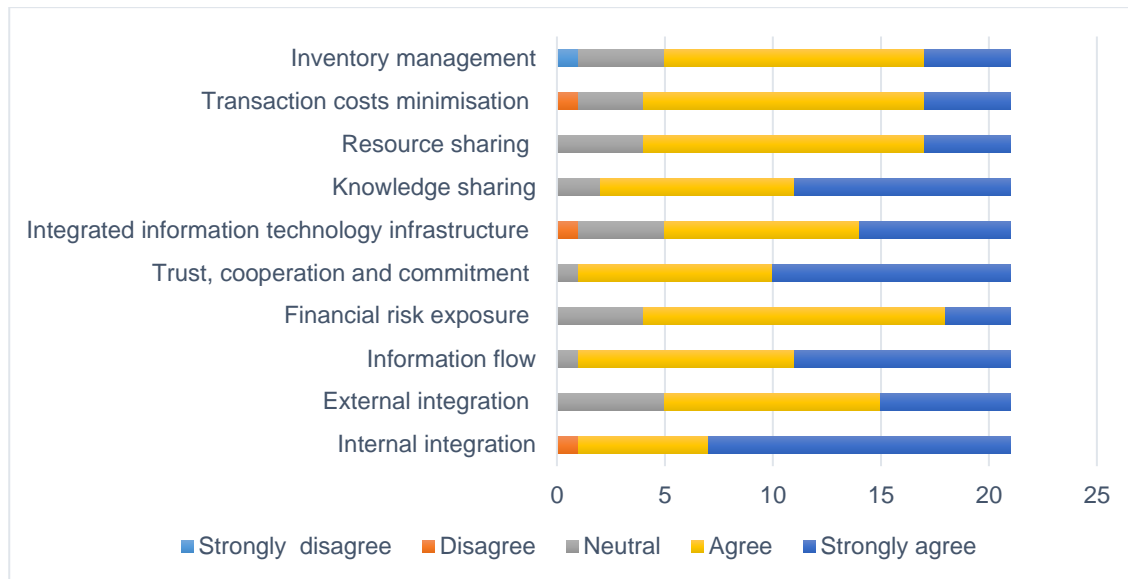 Inventory management
Transaction costs minimisation
Resource sharing
Knowledge sharing
Integrated information technology infrastructure
Trust, cooperation and commitment
Financial risk exposure
Information flow
External integration
Internal integration
0 5 10 15 20 25
Strongly disagree Disagree Neutral Agree Strongly agree